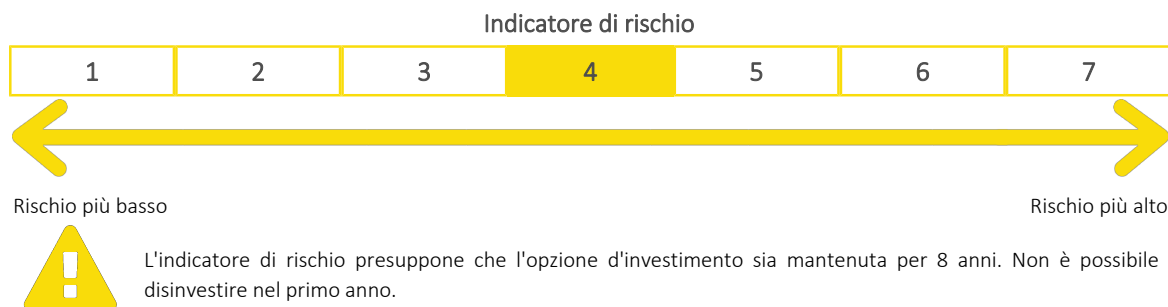 Indicatore di rischio
1 2 3 4 5 6 7
Rischio più basso Rischio più alto
L'indicatore di rischio presuppone che l'opzione d'investimento sia mantenuta per 8 anni. Non è possibile
disinvestire nel primo anno.